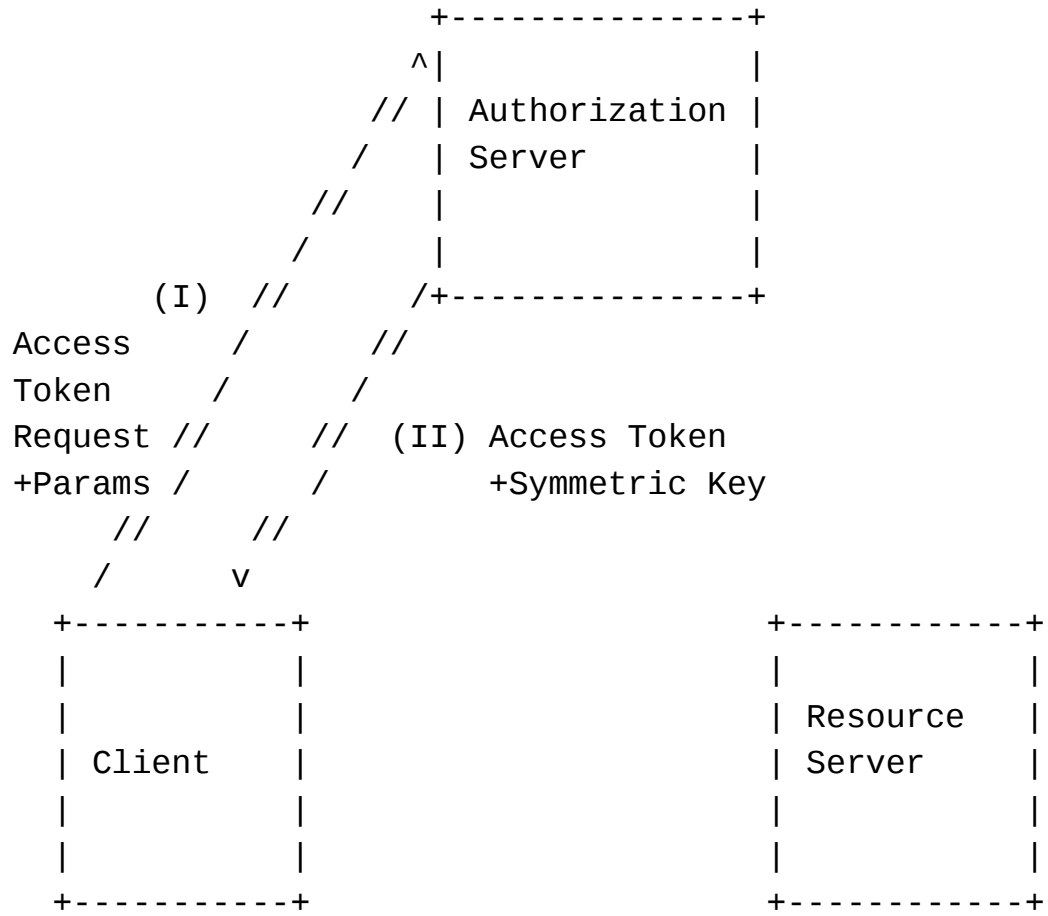 Authorization
Server
(I)
Access
Token
Request
+Params
(II) Access Token
+Symmetric Key
Client
Resource
Server